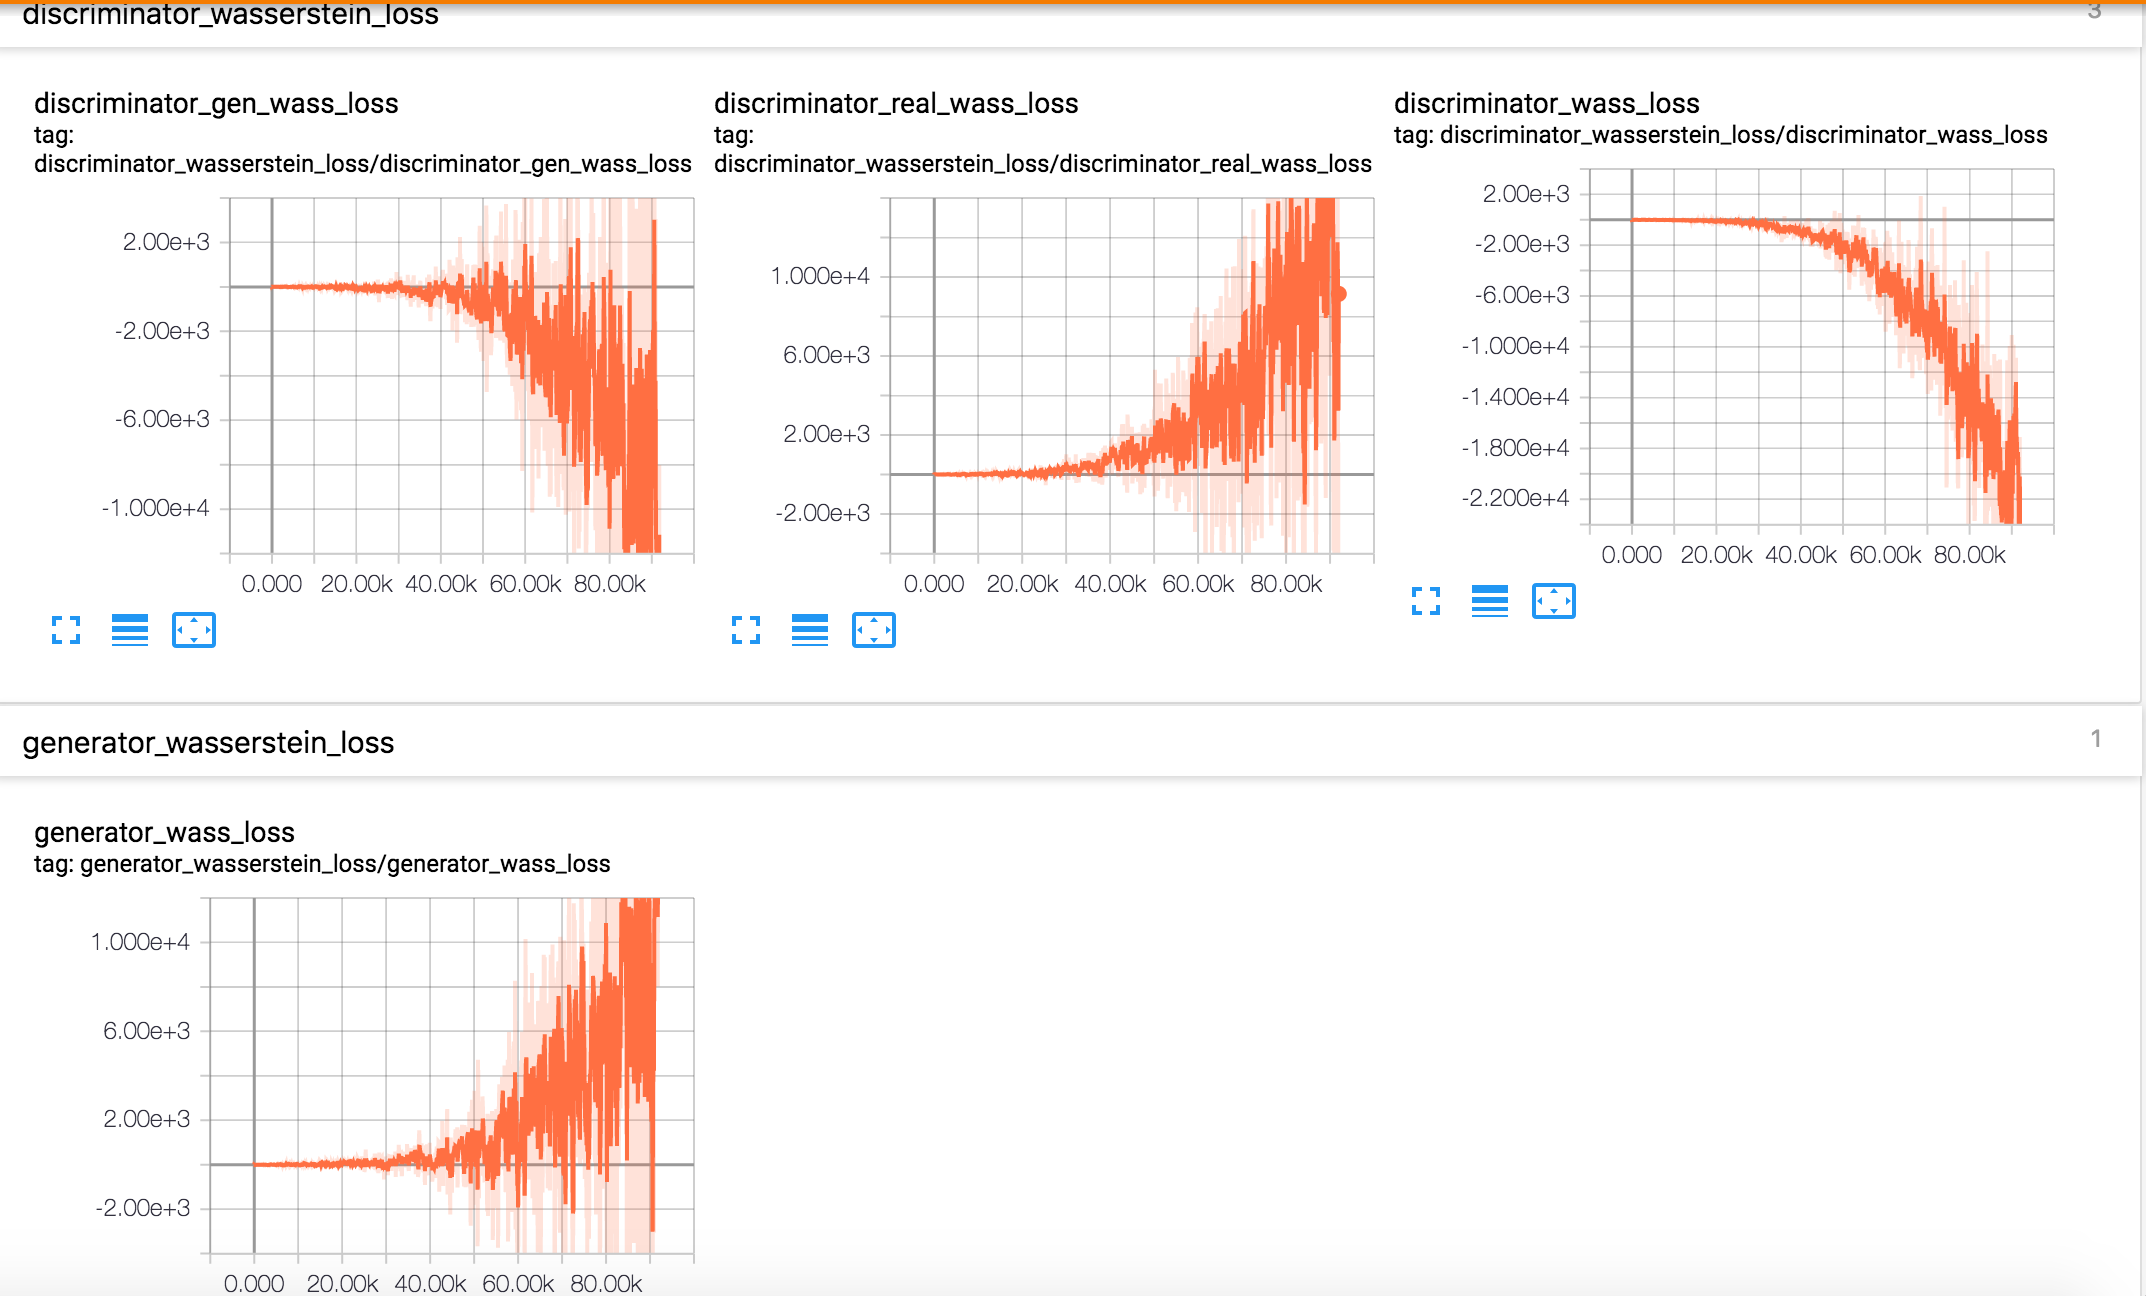 discriminator_wasserstein_loss
3
discriminator_gen_wass_loss
tag:
discriminator_wasserstein_loss/discriminator_gen_wass_loss
2.00e+3
-2.00e+3
-6.00e+3
-1.000e+4
0.000 20.00k 40.00k 60.00k 80.00k
discriminator_real_wass_loss
tag:
discriminator_wasserstein_loss/discriminator_real_wass_loss
1.000e+4
6.00e+3
2.00e+3
-2.00e+3
0.000 20.00k 40.00k 60.00k 80.00k
discriminator_wass_loss
tag: discriminator_wasserstein_loss/discriminator_wass_loss
2.00e+3
-2.00e+3
-6.00e+3
-1.000e+4
-1.400e+4
-1.800e+4
-2.200e+4
0.000 20.00k 40.00k 60.00k 80.00k
generator_wasserstein_loss
1
generator_wass_loss
tag: generator_wasserstein_loss/generator_wass_loss
1.000e+4
6.00e+3
2.00e+3
-2.00e+3
0.000 20.00k 40.00k 60.00k 80.00k